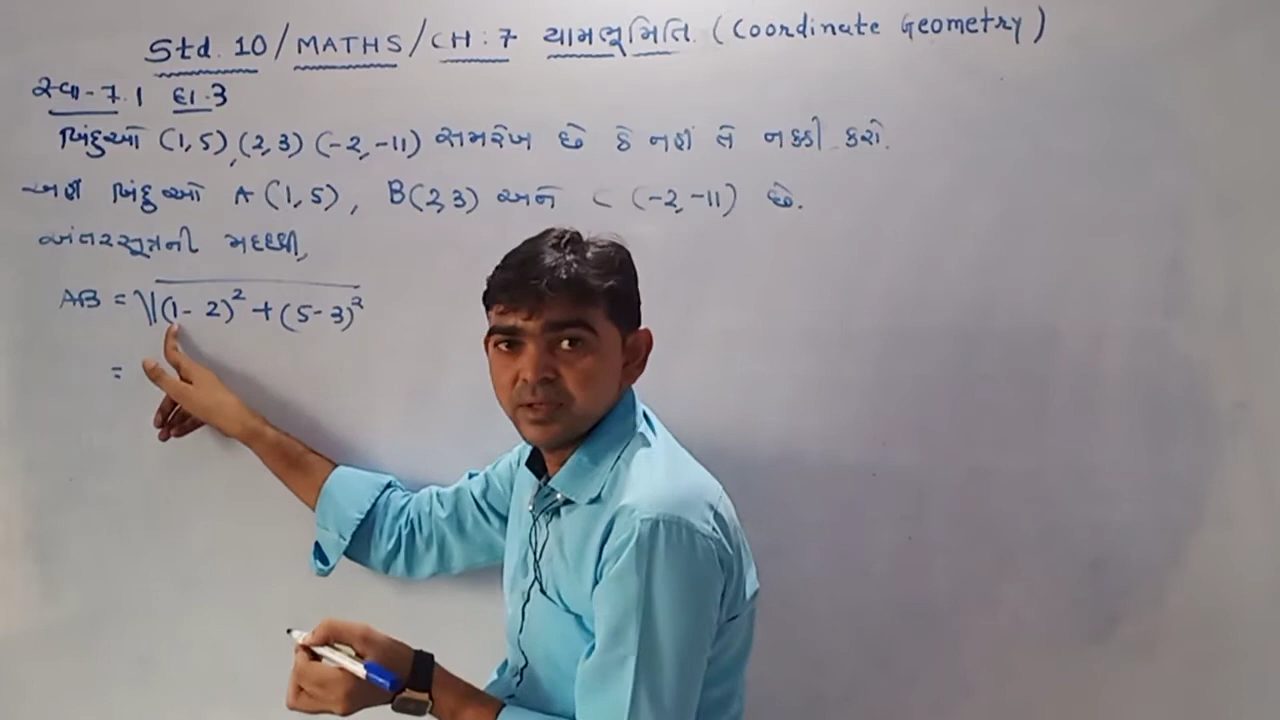 Std. 10 / MATHS / CH : 7 યામભૂમિતિ. (Coordinate Geometry)
સ્વા-7.1 દા.3
બિંદુઓ (1,5), (2,3) (-2,-11) સમરેખ છે કે નહીં તે નક્કી કરો.
અહીં બિંદુઓ A (1,5), B(2,3) અને C (-2,-11) છે.
અંતરસૂત્રની મદદથી,
AB = √(1-2)² + (5-3)²
=